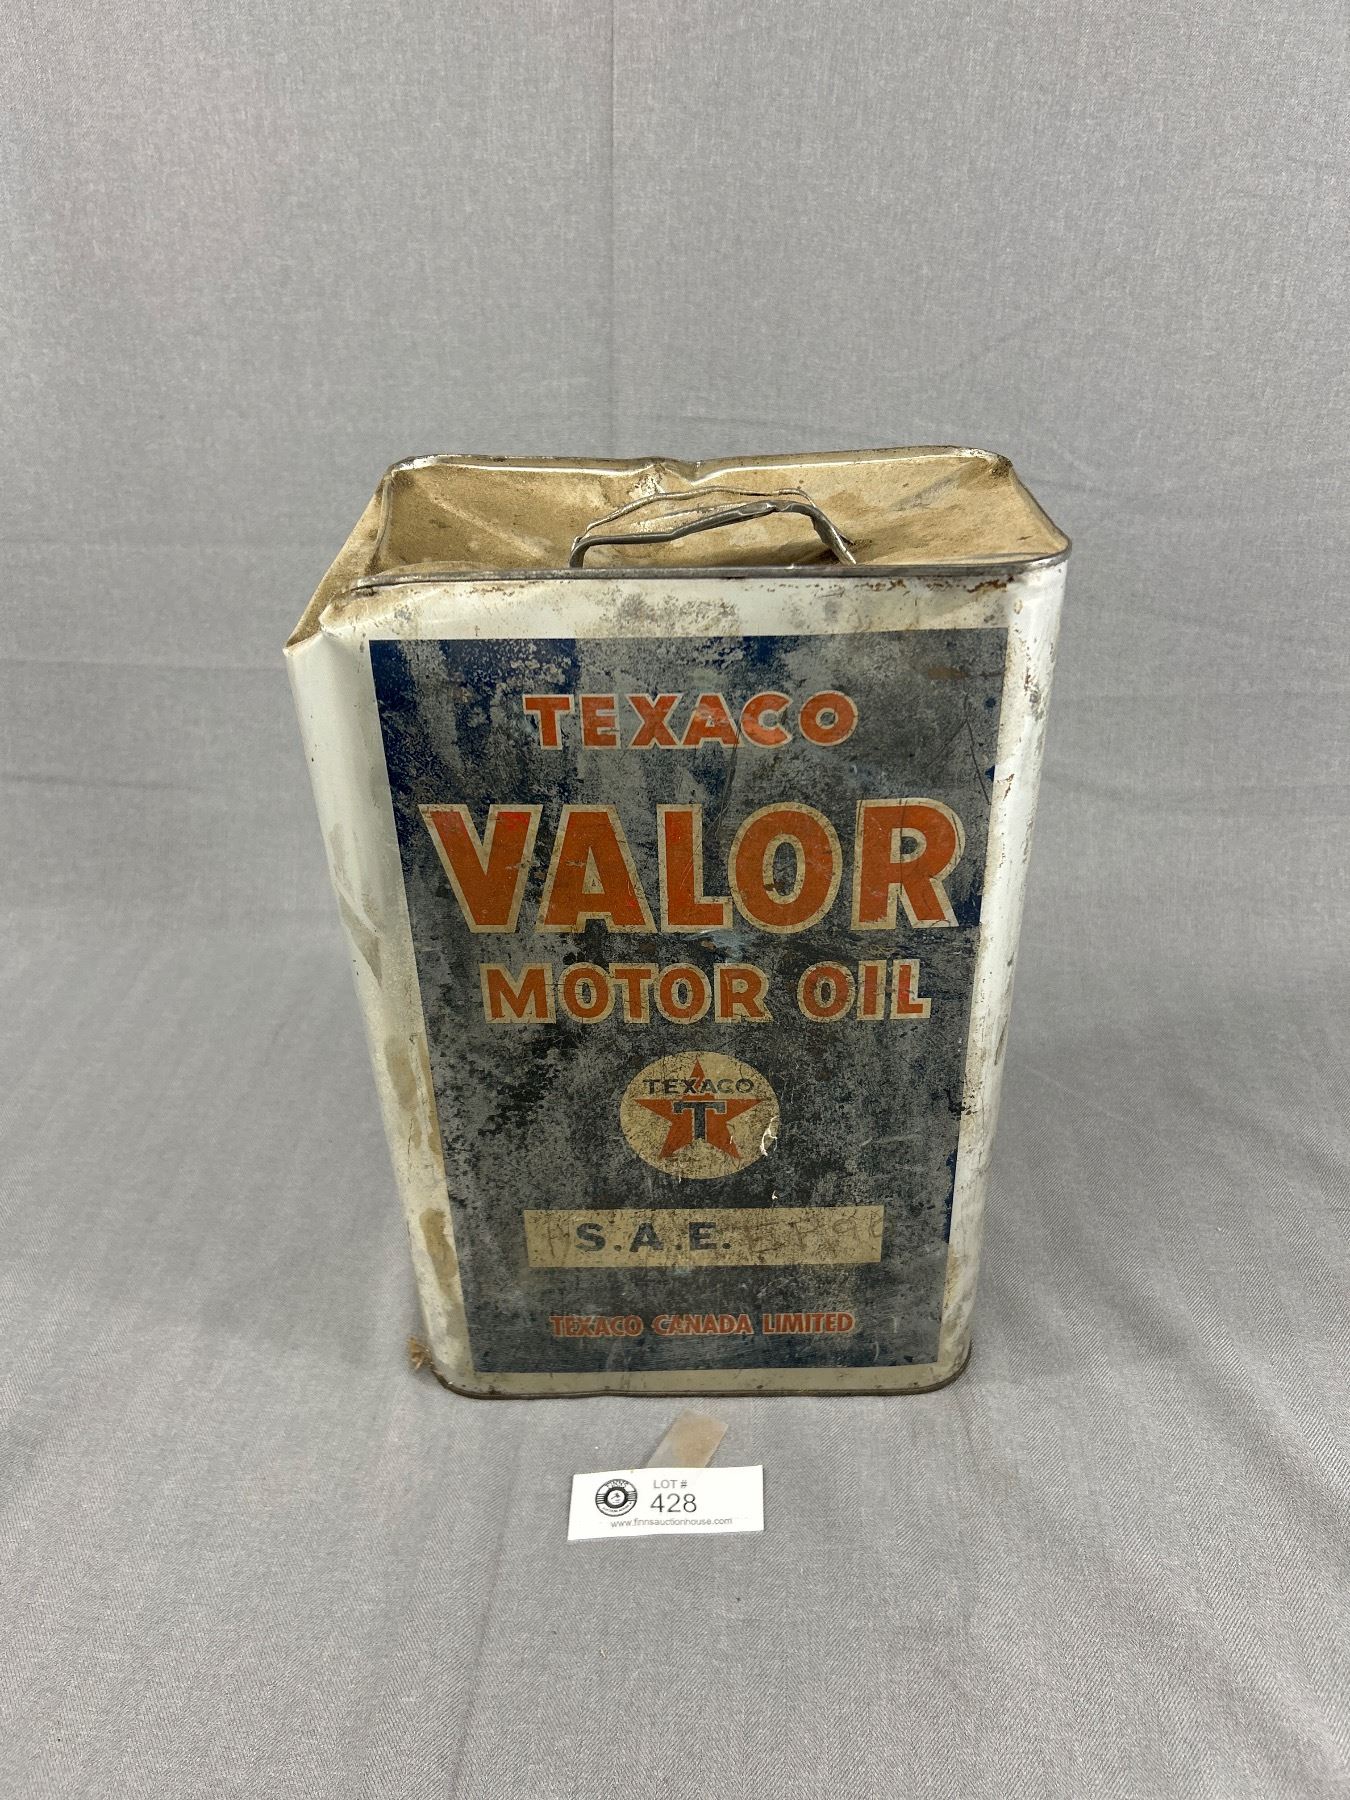 TEXACO
VALOR
MOTOR OIL
TEXACO
T
S.A.E.
TEXACO CANADA LIMITED
LOT #
428
www.finnsauctionhouse.com